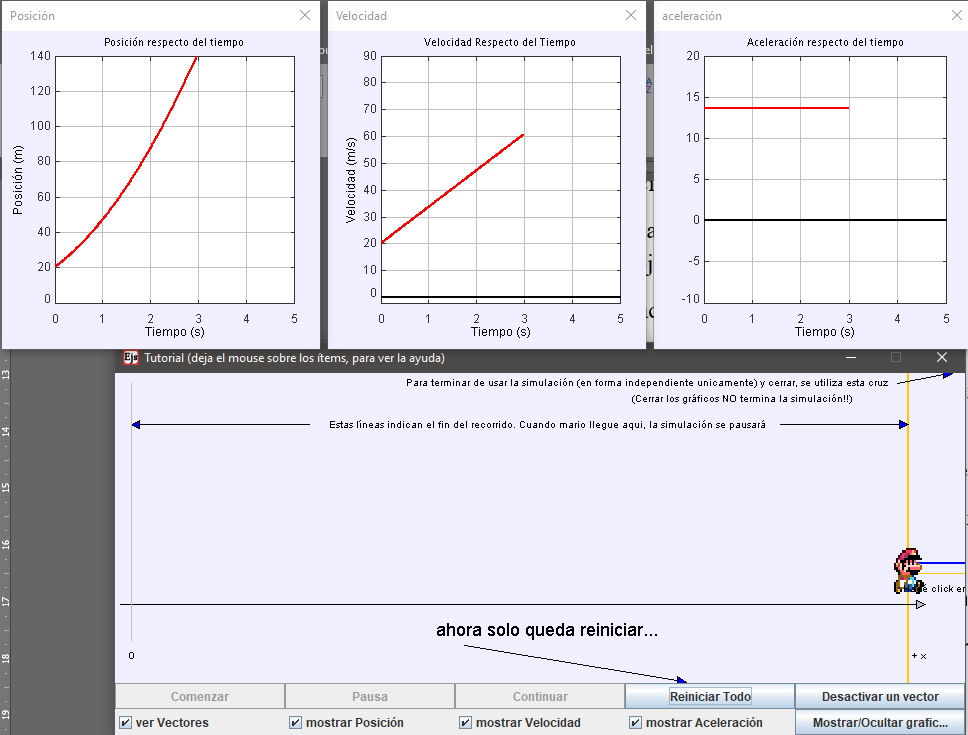 Posición
Velocidad
aceleración
Posición respecto del tiempo
140
120
100
80
60
40
20
0
Posición (m)
0 1 2 3 4 5
Tiempo (s)
Velocidad Respecto del Tiempo
90
80
70
60
50
40
30
20
10
0
Velocidad (m/s)
0 1 2 3 4 5
Tiempo (s)
Aceleración respecto del tiempo
20
15
10
5
0
-5
-10
0 1 2 3 4 5
Tiempo (s)
Ejs Tutorial (deja el mouse sobre los ítems, para ver la ayuda)
Para terminar de usar la simulación (en forma independiente unicamente) y cerrar, se utiliza esta cruz
(Cerrar los gráficos NO termina la simulación!!)
Estas líneas indican el fin del recorrido. Cuando mario llegue aqui, la simulación se pausará
click en
ahora solo queda reiniciar...
0
+ x
Comenzar
Pausa
Continuar
Reiniciar Todo
Desactivar un vector
ver Vectores
mostrar Posición
mostrar Velocidad
mostrar Aceleración
Mostrar/Ocultar grafic...
13
14
15
16
17
18
19